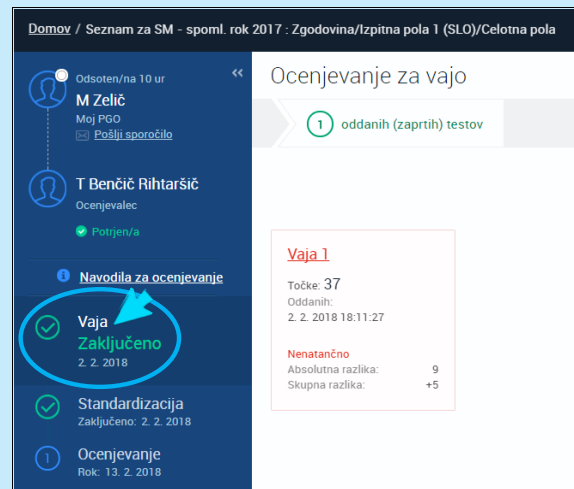 Domov / Seznam za SM - spoml. rok 2017 : Zgodovina/Izpitna pola 1 (SLO)/Celotna pola
Odsoten/na 10 ur
M Zelič
Moj PGO
Pošlji sporočilo
T Benčič Rihtaršič
Ocenjevalec
Potrjen/a
Navodila za ocenjevanje
Vaja
Zaključeno
2. 2. 2018
Standardizacija
Zaključeno: 2. 2. 2018
1 Ocenjevanje
Rok: 13. 2. 2018
Ocenjevanje za vajo
1 oddanih (zaprtih) testov
Vaja 1
Točke: 37
Oddanih:
2. 2. 2018 18:11:27
Nenatančno
Absolutna razlika: 9
Skupna razlika: +5